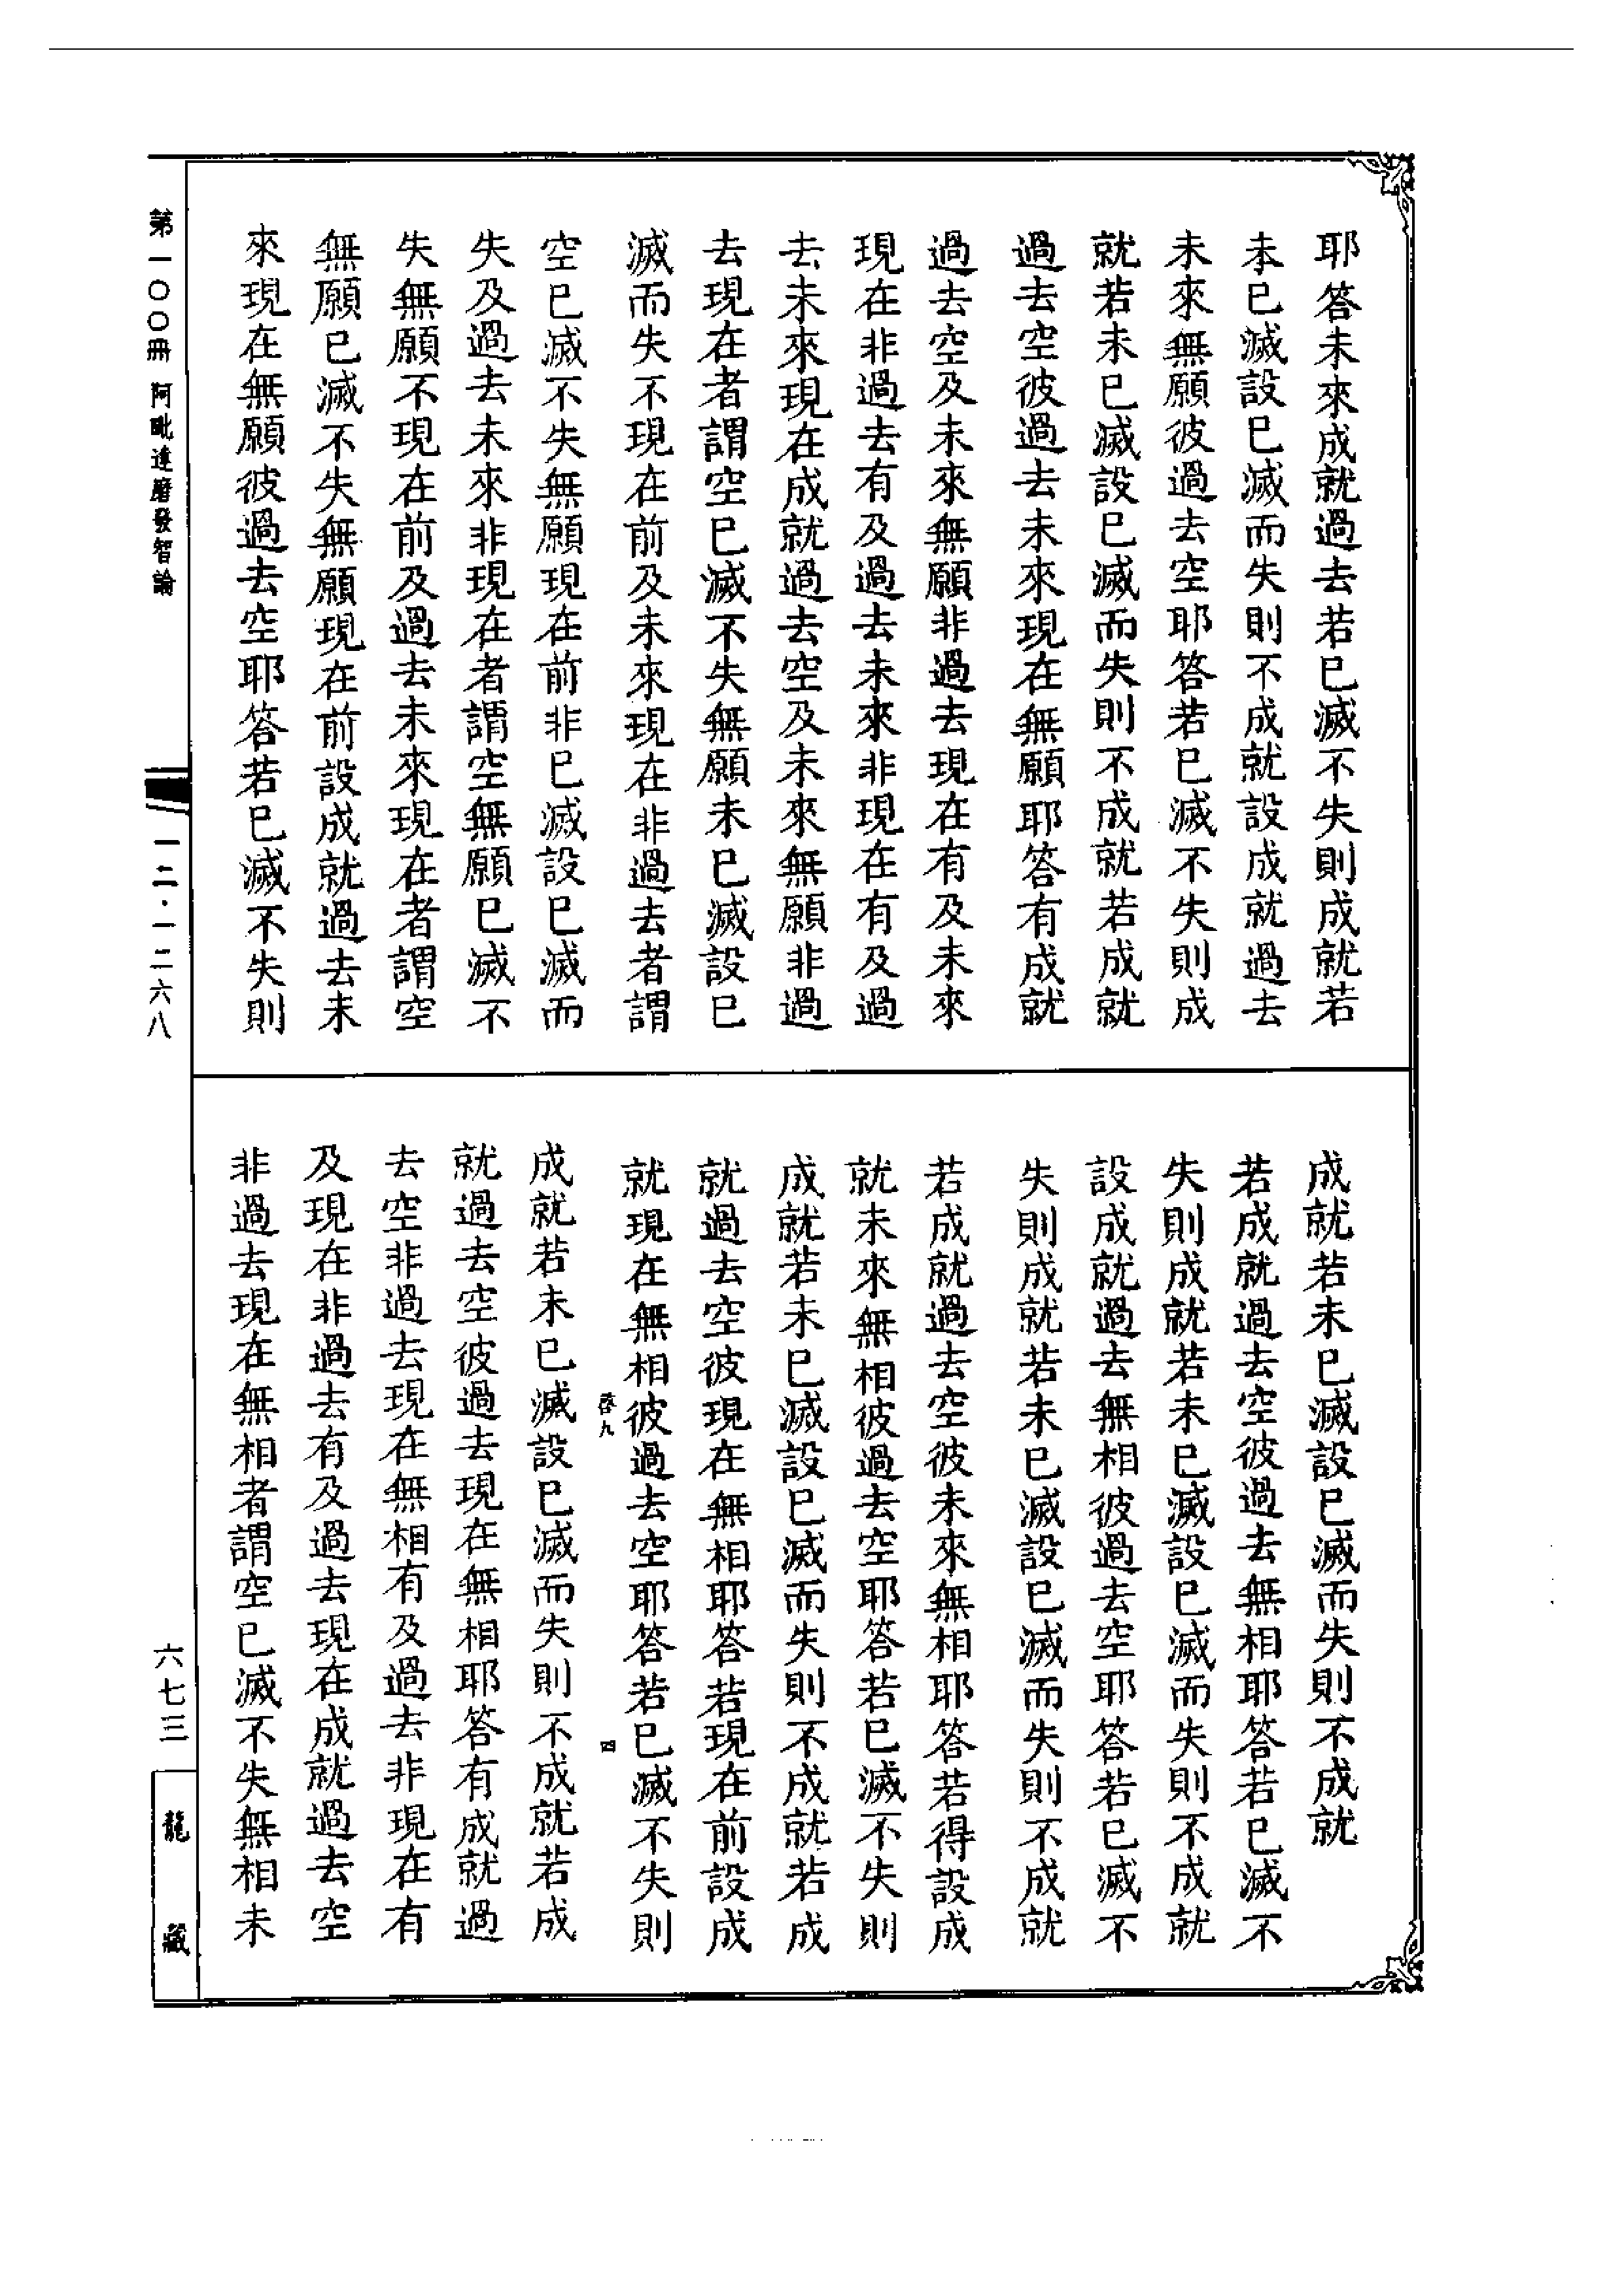 耶答未來成就過去若已滅不失則成就若
未已滅設已滅而失則不成就設成就過去
未來無願彼過去空耶答若已滅不失則成
就若未已滅設已滅而失則不成就若成就
過去空彼過去未來現在無願耶答有成就
過去空及未來無願非過去現在有及未來
現在非過去有及過去未來非現在有及過
去未來現在成就過去空及未來無願非過
去現在者謂空已滅不失無願未已滅設已
滅而失不現在前及未來現在非過去者謂
空已滅不失無願現在前非已滅設已滅而
失及過去未來非現在者謂空無願已滅不
失無願不現在前及過去未來現在者謂空
無願已滅不失無願現在前設成就過去未
來現在無願彼過去空耶答若已滅不失則
成就若未已滅設已滅而失則不成就
若成就過去空彼過去無相耶答若已滅不
失則成就若未已滅設已滅而失則不成就
設成就過去無相彼過去空耶答若已滅不
失則成就若未已滅設已滅而失則不成就
若成就過去空彼未來無相耶答若得設成
就未來無相彼過去空耶答若已滅不失則
成就若未已滅設已滅而失則不成就若成
就過去空彼現在無相耶答若現在前設成
就現在無相彼過去空耶答若已滅不失則
啓九 四
成就若未已滅設已滅而失則不成就若成
就過去空彼過去現在無相耶答有成就過
去空非過去現在無相有及過去非現在有
及現在非過去有及過去現在成就過去空
非過去現在無相者謂空已滅不失無相未
第一〇〇冊 阿毗達磨發智論
一二·一二六八
六七三
龍藏